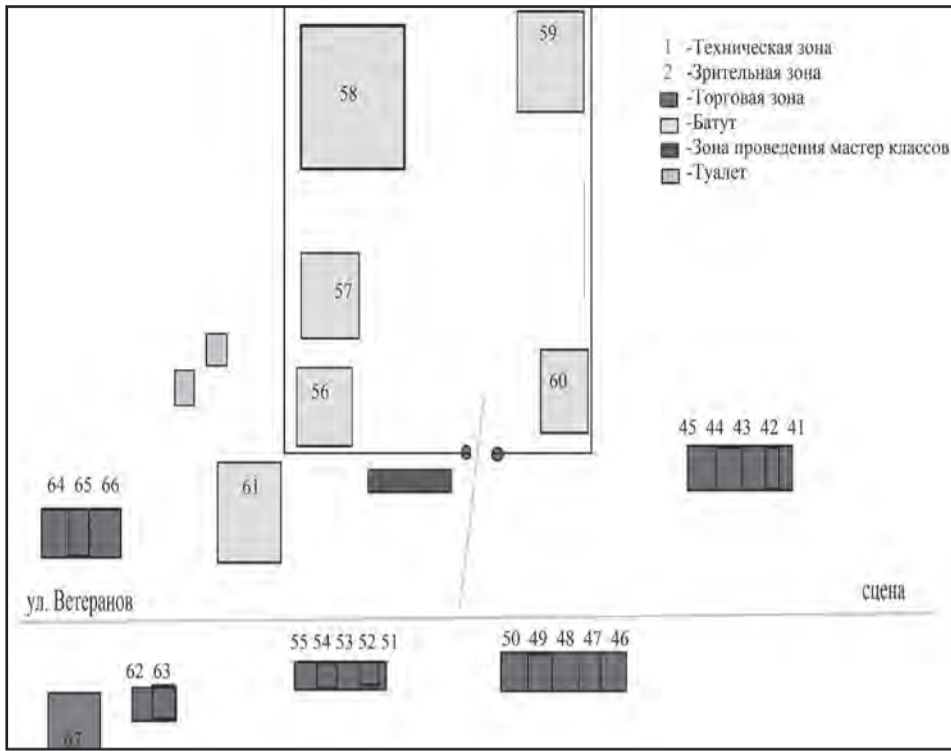 59
58
1 -Техническая зона
2 -Зрительная зона
-Торговая зона
-Батут
-Зона проведения мастер классов
-Туалет
57
56
60
45 44 43 42 41
61
64 65 66
ул. Ветеранов
сцена
55 54 53 52 51
50 49 48 47 46
62 63
67